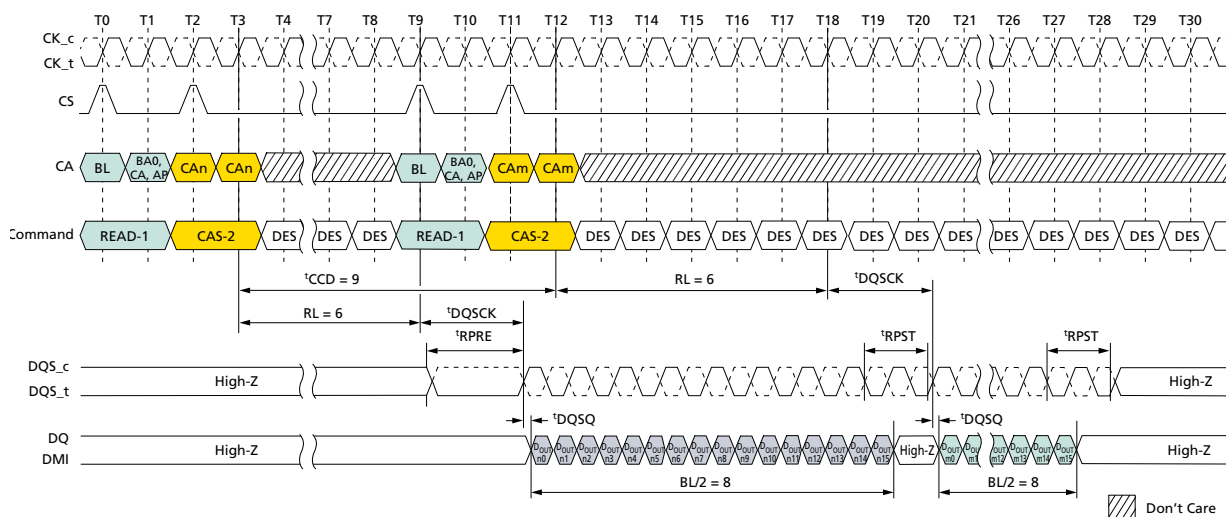 T0 T1 T2 T3 T4 T7 T8 T9 T10 T11 T12 T13 T14 T15 T16 T17 T18 T19 T20 T21 T26 T27 T28 T29 T30
CK_c
CK_t
CS
CA BL BA0, CA, AP CAn CAn BL BA0, CA, AP CAm CAm
Command READ-1 CAS-2 DES DES DES READ-1 CAS-2 DES DES DES DES DES DES DES DES DES DES DES DES DES DES
tCCD = 9 RL = 6 tDQSCK
RL = 6 tDQSCK
tRPRE tRPST tRPST
DQS_c
DQS_t High-Z High-Z
tDQSQ tDQSQ
DQ
DMI High-Z DOUT n0 DOUT n1 DOUT n2 DOUT n3 DOUT n4 DOUT n5 DOUT n6 DOUT n7 DOUT n8 DOUT n9 DOUT n10 DOUT n11 DOUT n12 DOUT n13 DOUT n14 DOUT n15 High-Z DOUT m0 DOUT m1 DOUT m12 DOUT m13 DOUT m14 DOUT m15 High-Z
BL/2 = 8 BL/2 = 8
Don't Care